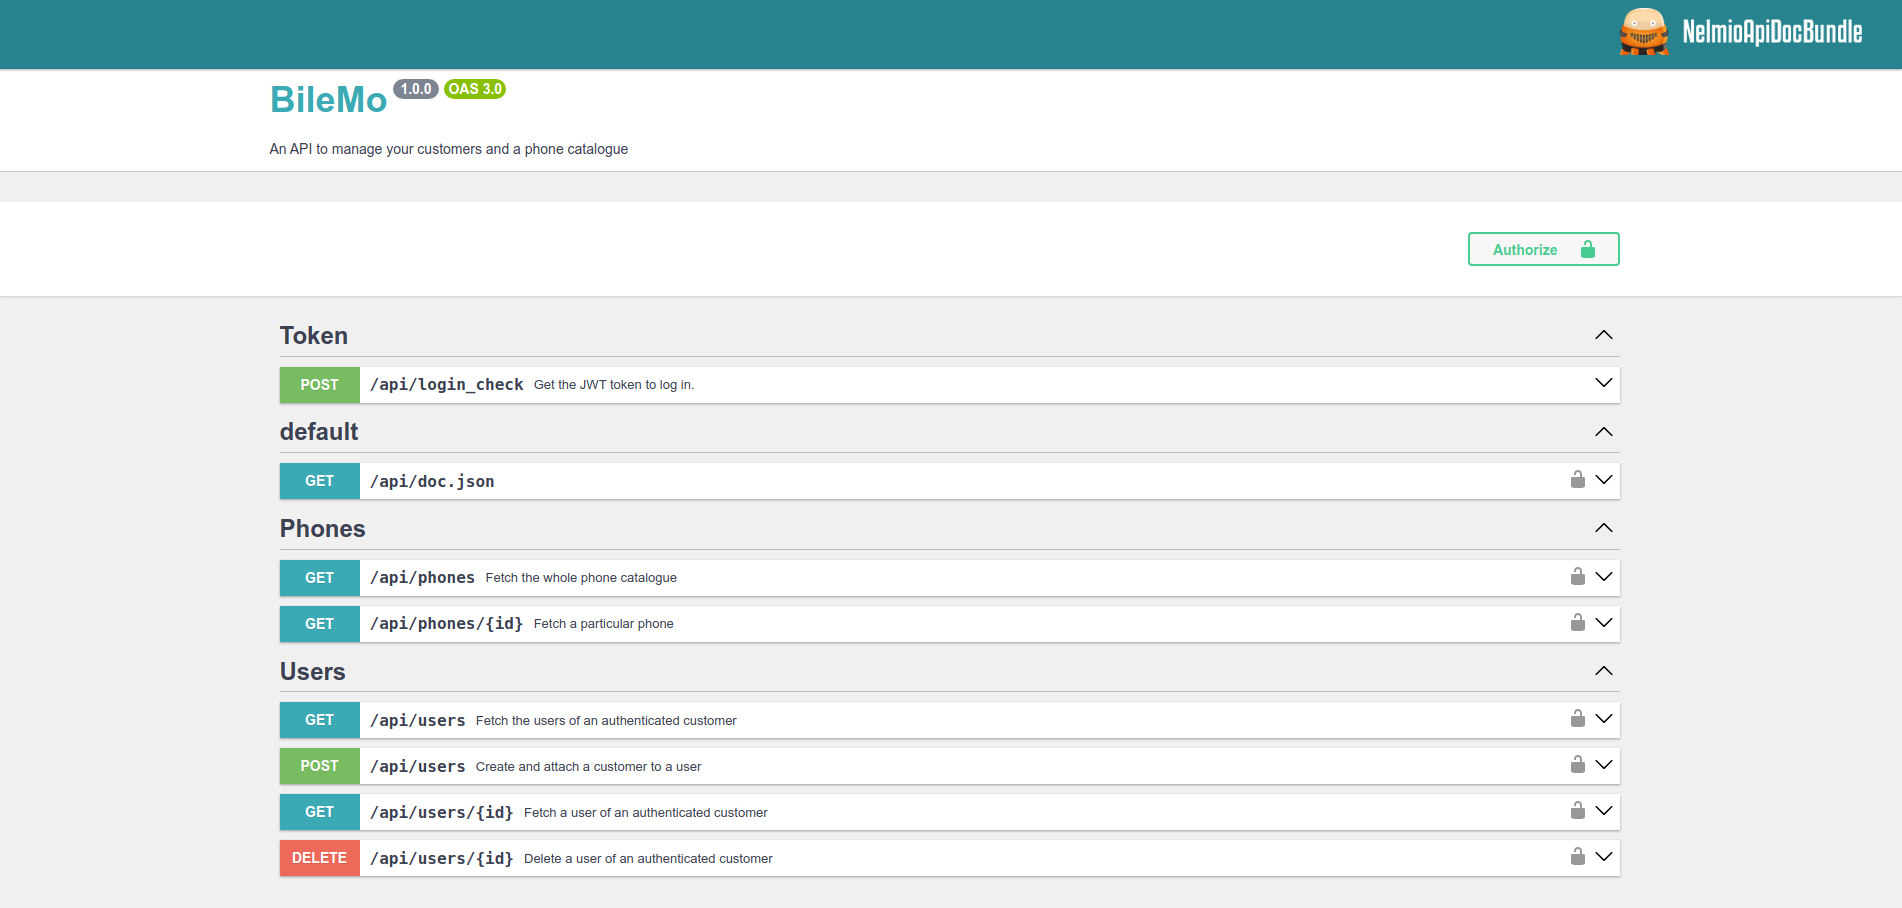 NelmioApiDocBundle
BileMo 1.0.0 OAS 3.0
An API to manage your customers and a phone catalogue
Authorize
Token
POST /api/login_check Get the JWT token to log in.
default
GET /api/doc.json
Phones
GET /api/phones Fetch the whole phone catalogue
GET /api/phones/{id} Fetch a particular phone
Users
GET /api/users Fetch the users of an authenticated customer
POST /api/users Create and attach a customer to a user
GET /api/users/{id} Fetch a user of an authenticated customer
DELETE /api/users/{id} Delete a user of an authenticated customer